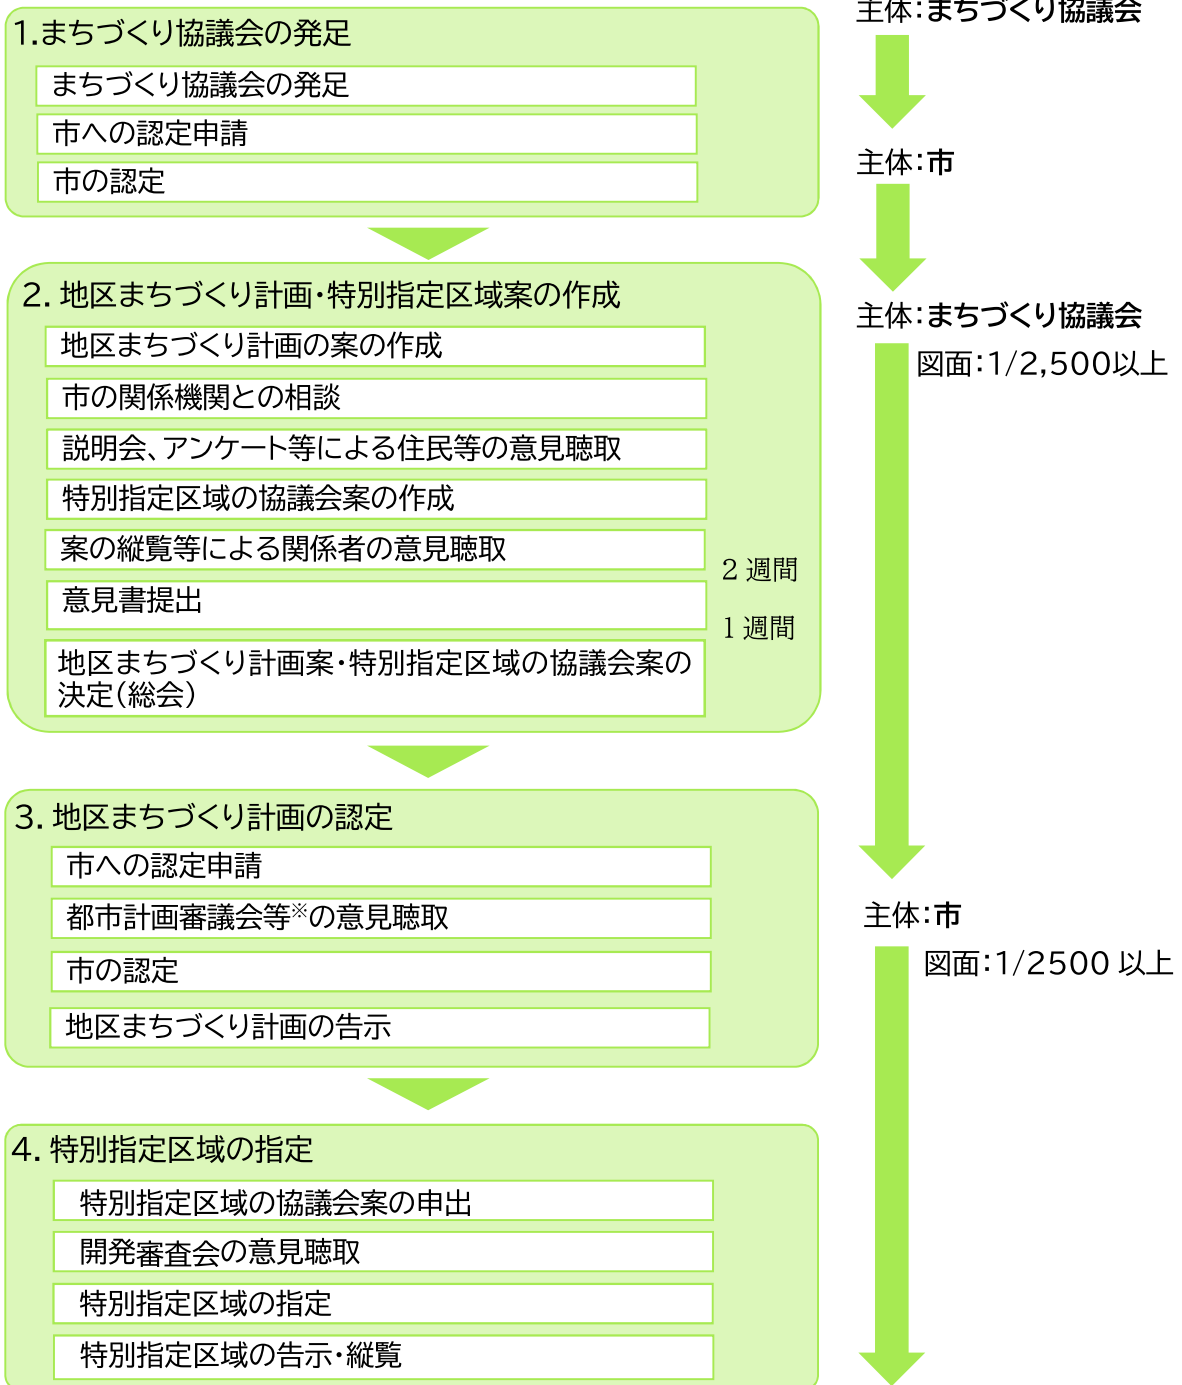 主体：まちづくり協議会
1.まちづくり協議会の発足
まちづくり協議会の発足
市への認定申請
市の認定
主体：市
2．地区まちづくり計画・特別指定区域案の作成
主体：まちづくり協議会
図面：1/2,500以上
地区まちづくり計画の案の作成
市の関係機関との相談
説明会、アンケート等による住民等の意見聴取
特別指定区域の協議会案の作成
案の縦覧等による関係者の意見聴取
2 週間
意見書提出
1 週間
地区まちづくり計画案・特別指定区域の協議会案の
決定（総会）
3．地区まちづくり計画の認定
市への認定申請
都市計画審議会等※の意見聴取
市の認定
地区まちづくり計画の告示
主体：市
図面：1/2500 以上
4．特別指定区域の指定
特別指定区域の協議会案の申出
開発審査会の意見聴取
特別指定区域の指定
特別指定区域の告示・縦覧